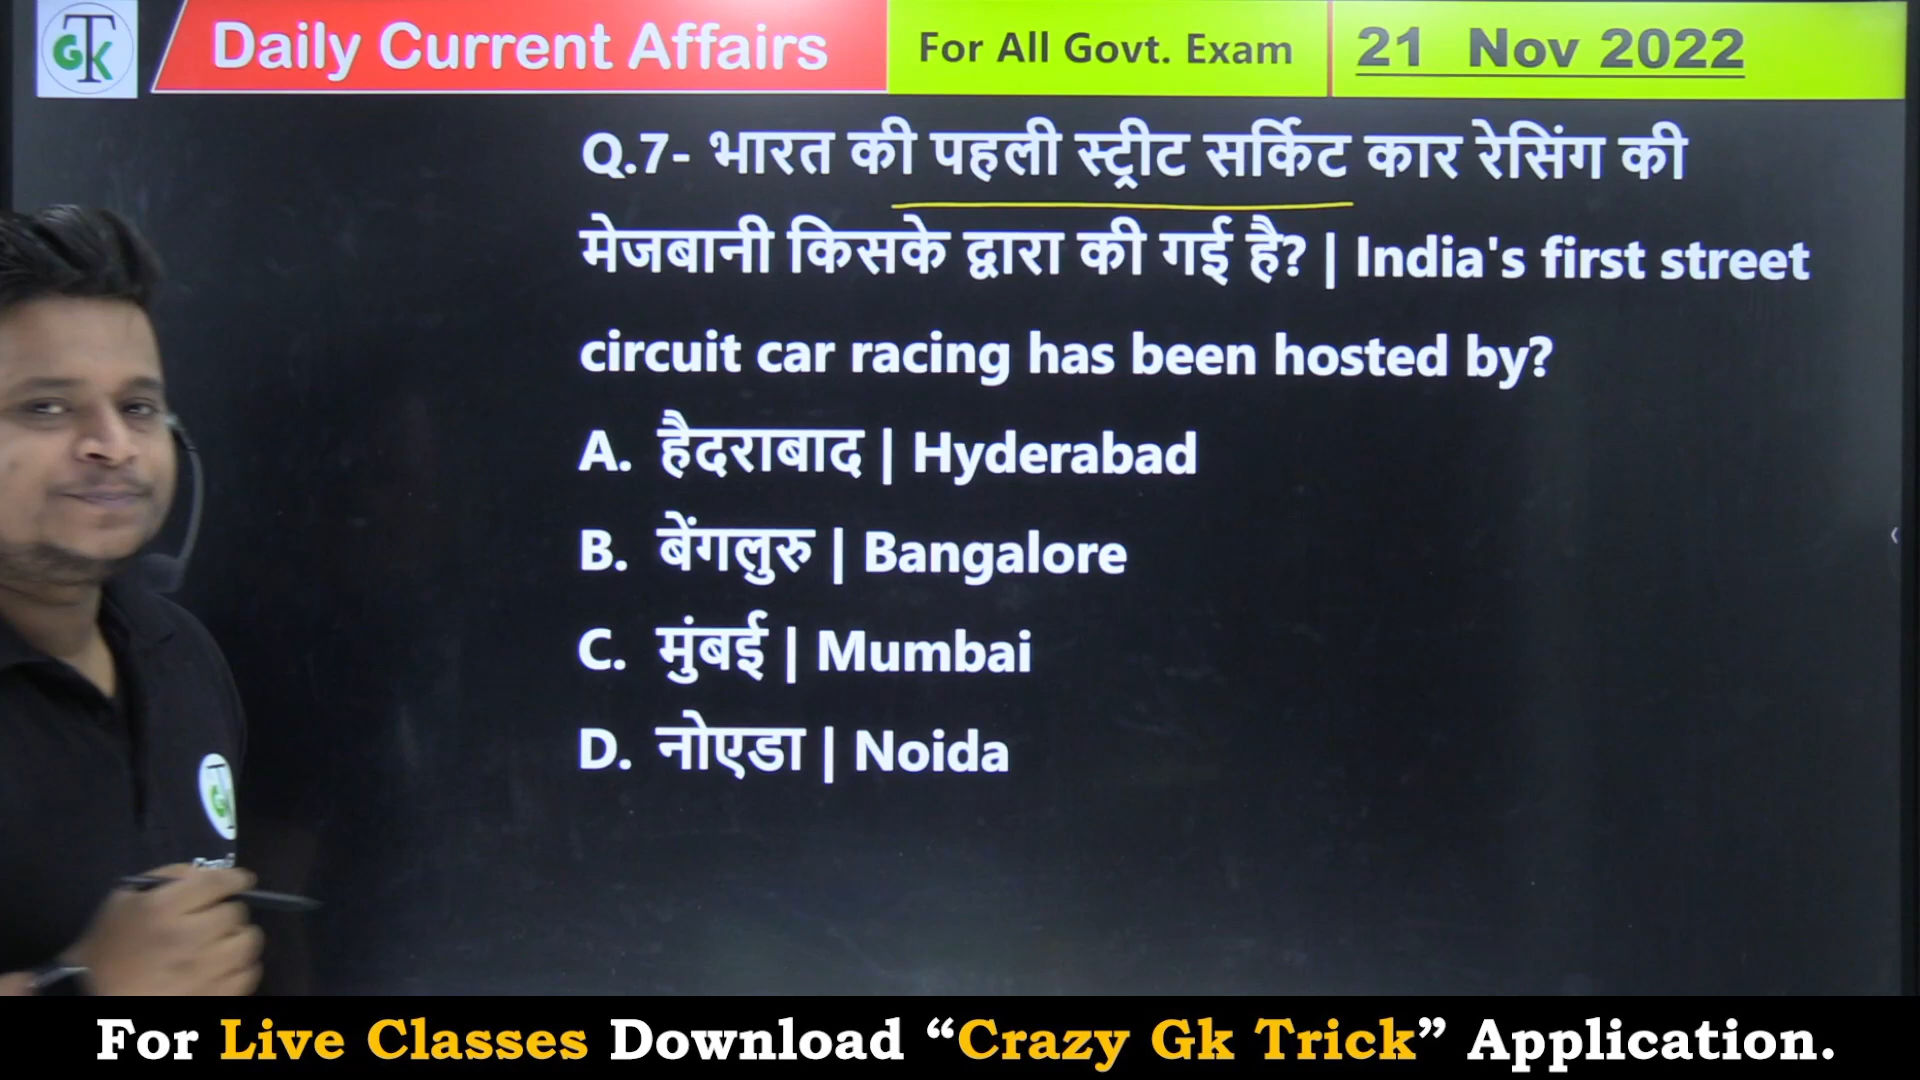 GTK
Daily Current Affairs
For All Govt. Exam
21 Nov 2022
Q.7- भारत की पहली स्ट्रीट सर्किट कार रेसिंग की
मेजबानी किसके द्वारा की गई है? | India's first street
circuit car racing has been hosted by?
A. हैदराबाद | Hyderabad
B. बेंगलुरु | Bangalore
C. मुंबई | Mumbai
D. नोएडा | Noida
For Live Classes Download “Crazy Gk Trick” Application.